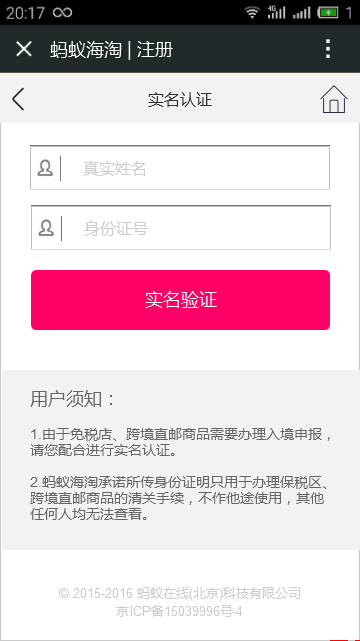 20:17
4G
1
蚂蚁海淘 | 注册
实名认证
真实姓名
身份证号
实名验证
用户须知：
1.由于免税店、跨境直邮商品需要办理入境申报，
请您配合进行实名认证。
2.蚂蚁海淘承诺所传身份证明只用于办理保税区、
跨境直邮商品的清关手续，不作他途使用，其他
任何人均无法查看。
© 2015-2016 蚂蚁在线(北京)科技有限公司
京ICP备15039996号-4